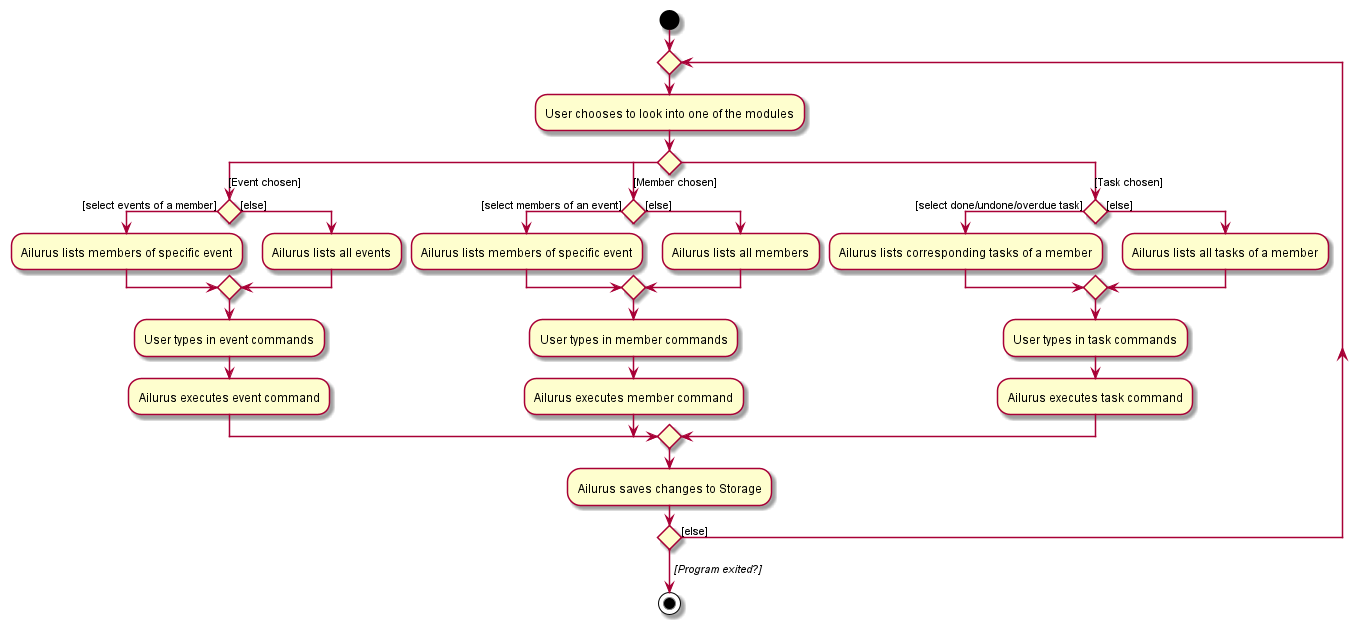 User chooses to look into one of the modules
[Event chosen]
[Member chosen]
[Task chosen]
[select events of a member]
[else]
[select members of an event]
[else]
[select done/undone/overdue task]
[else]
Ailurus lists members of specific event
Ailurus lists all events
Ailurus lists members of specific event
Ailurus lists all members
Ailurus lists corresponding tasks of a member
Ailurus lists all tasks of a member
User types in event commands
User types in member commands
User types in task commands
Ailurus executes event command
Ailurus executes member command
Ailurus executes task command
Ailurus saves changes to Storage
[else]
[Program exited?]